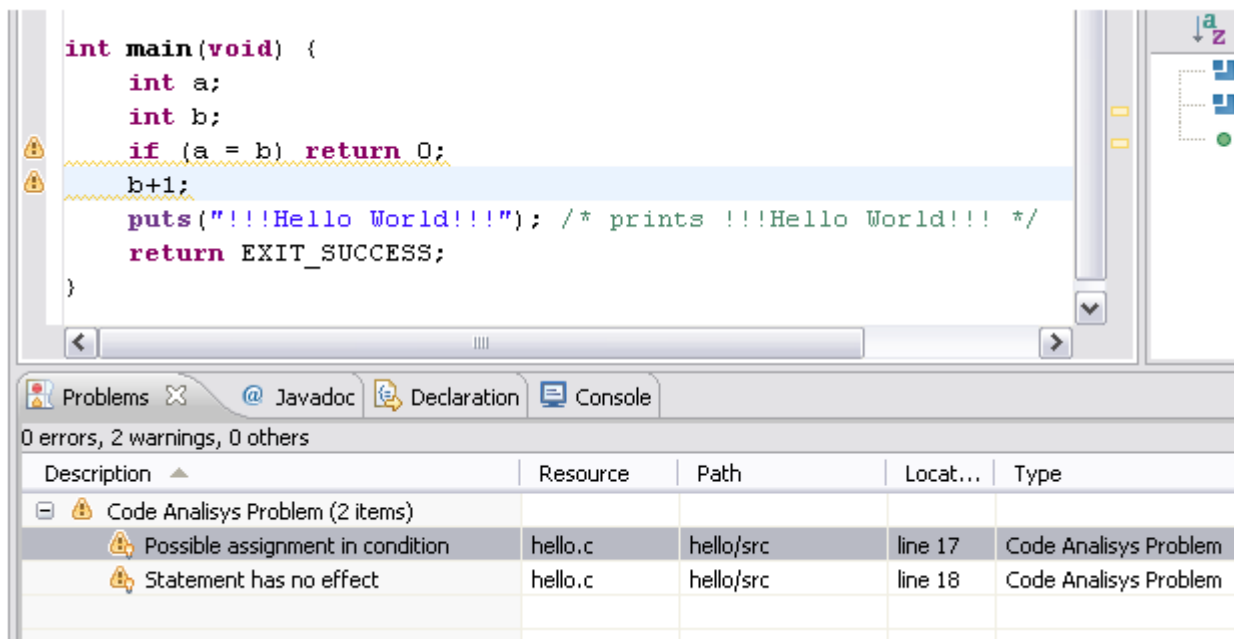 int main(void) {
int a;
int b;
if (a = b) return 0;
b+1;
puts("!!!Hello World!!!"); /* prints !!!Hello World!!! */
return EXIT_SUCCESS;
}
a
z
Problems @ Javadoc Declaration Console
0 errors, 2 warnings, 0 others
Description Resource Path Locat... Type
Code Analisys Problem (2 items)
Possible assignment in condition hello.c hello/src line 17 Code Analisys Problem
Statement has no effect hello.c hello/src line 18 Code Analisys Problem